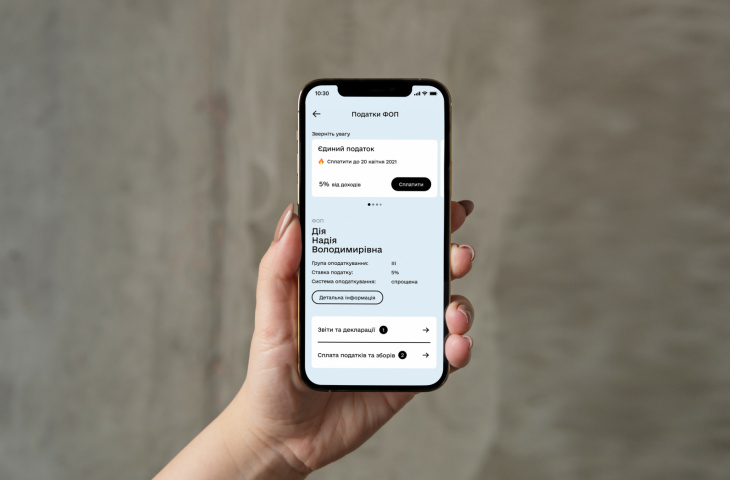 10:30
Податки ФОП
Зверніть увагу
Єдиний податок
🔥 Сплатити до 20 квітня 2021
5% від доходів
Сплатити
ФОП
Дія
Надія
Володимирівна
Група оподаткування: III
Ставка податку: 5%
Система оподаткування: спрощена
Детальна інформація
Звіти та декларації 1
Сплата податків та зборів 2